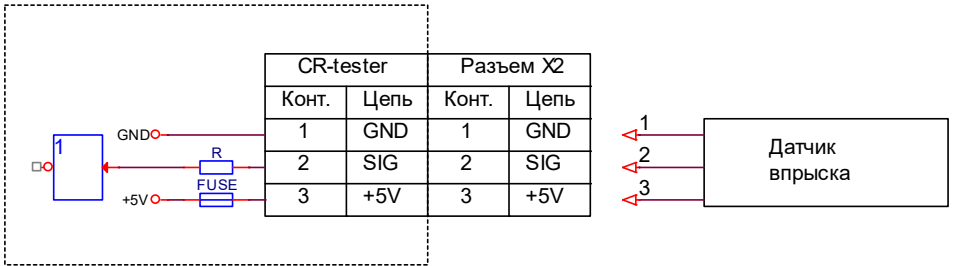 CR-tester Разъем X2
Конт. Цепь Конт. Цепь
GND 1 GND 1 GND 1
1 R 2 SIG 2 SIG 2 Датчик
впрыска
FUSE
+5V 3 +5V 3 +5V 3